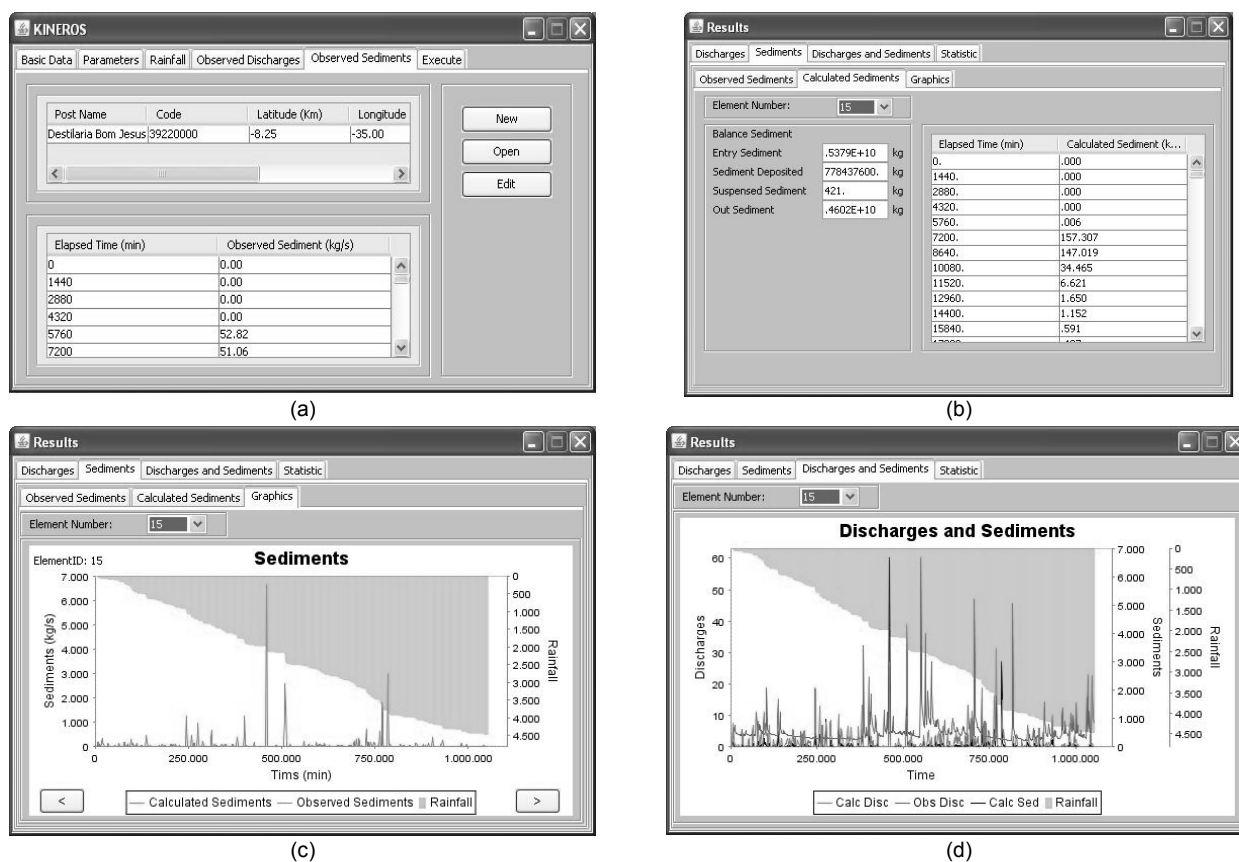 KINEROS
Basic Data Parameters Rainfall Observed Discharges Observed Sediments Execute
Post Name Code Latitude (Km) Longitude
Destilaria Bom Jesus 39220000 -8.25 -35.00
New
Open
Edit
Elapsed Time (min) Observed Sediment (kg/s)
0 0.00
1440 0.00
2880 0.00
4320 0.00
5760 52.82
7200 51.06
(a)
Results
Discharges Sediments Discharges and Sediments Statistic
Observed Sediments Calculated Sediments Graphics
Element Number: 15
Balance Sediment
Entry Sediment .5379E+10 kg
Sediment Deposited 778437600. kg
Suspensed Sediment 421. kg
Out Sediment .4602E+10 kg
Elapsed Time (min) Calculated Sediment (k...
0. .000
1440. .000
2880. .000
4320. .000
5760. .006
7200. 157.307
8640. 147.019
10080. 34.465
11520. 6.621
12960. 1.650
14400. 1.152
15840. .591
(b)
Results
Discharges Sediments Discharges and Sediments Statistic
Observed Sediments Calculated Sediments Graphics
Element Number: 15
ElementID: 15
Sediments
7.000
6.000
5.000
4.000
3.000
2.000
1.000
0
Sediments (kg/s)
0
500
1.000
1.500
2.000
2.500
3.000
3.500
4.000
4.500
Rainfall
0 250.000 500.000 750.000 1.000.000
Tims (min)
< Calculated Sediments Observed Sediments Rainfall >
(c)
Results
Discharges Sediments Discharges and Sediments Statistic
Element Number: 15
Discharges and Sediments
60
50
40
30
20
10
0
Discharges
7.000
6.000
5.000
4.000
3.000
2.000
1.000
0
Sediments
0
500
1.000
1.500
2.000
2.500
3.000
3.500
4.000
4.500
Rainfall
0 250.000 500.000 750.000 1.000.000
Time
Calc Disc Obs Disc Calc Sed Rainfall
(d)